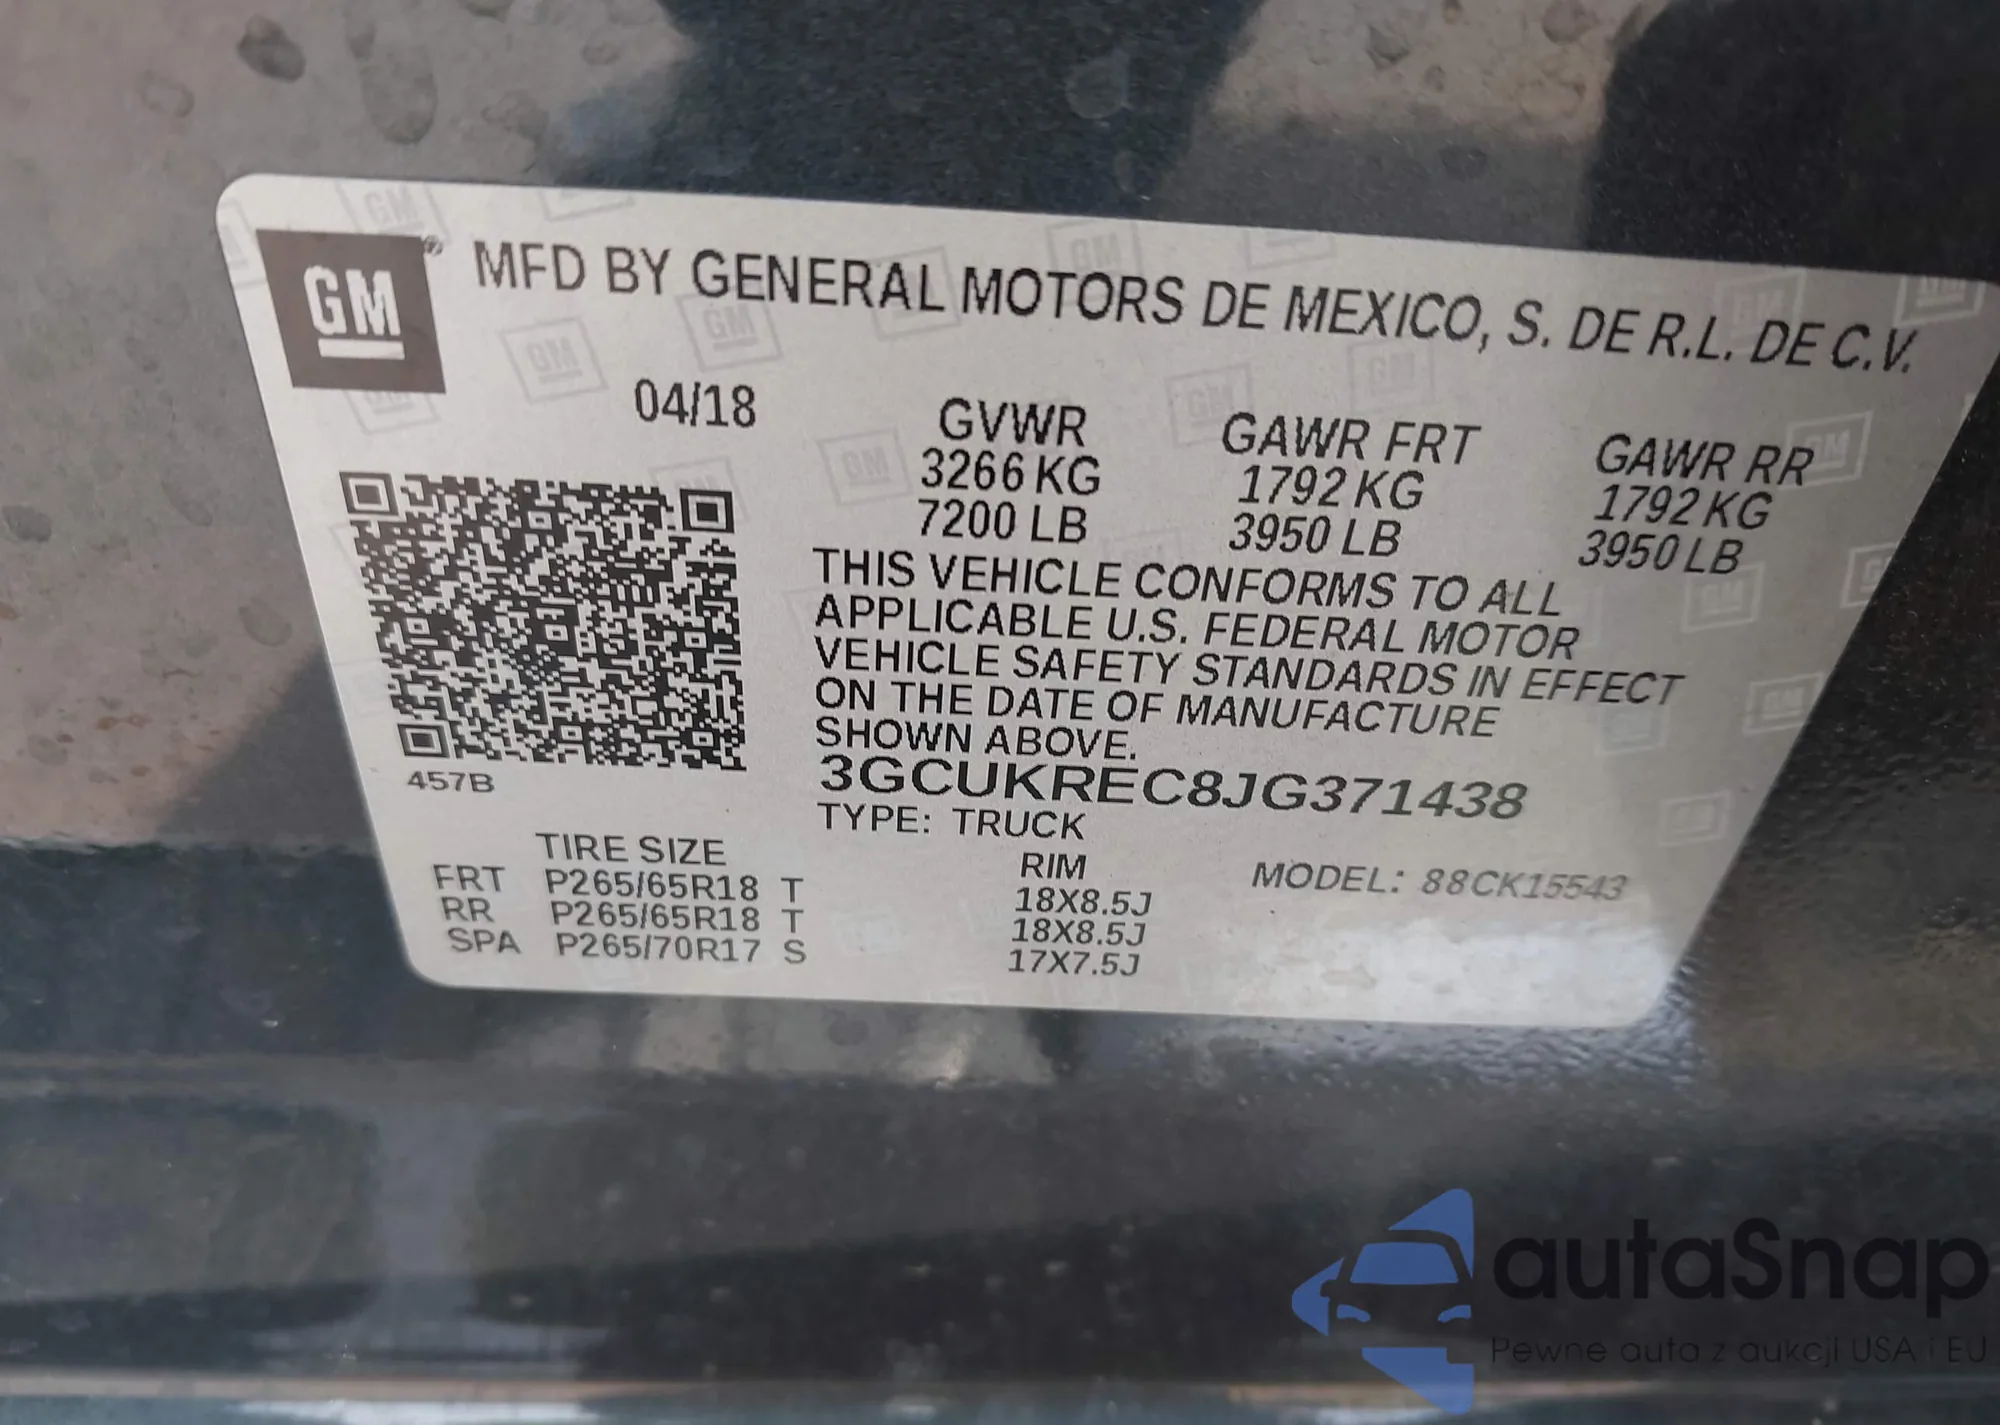 GM ® MFD BY GENERAL MOTORS DE MEXICO, S. DE R.L. DE C.V.
04/18
GVWR GAWR FRT GAWR RR
3266 KG 1792 KG 1792 KG
7200 LB 3950 LB 3950 LB
THIS VEHICLE CONFORMS TO ALL
APPLICABLE U.S. FEDERAL MOTOR
VEHICLE SAFETY STANDARDS IN EFFECT
ON THE DATE OF MANUFACTURE
SHOWN ABOVE.
457B
3GCUKREC8JG371438
TYPE: TRUCK
TIRE SIZE RIM MODEL: 88CK15543
FRT P265/65R18 T 18X8.5J
RR P265/65R18 T 18X8.5J
SPA P265/70R17 S 17X7.5J
autaSnap
Pewne auta z aukcji USA i EU